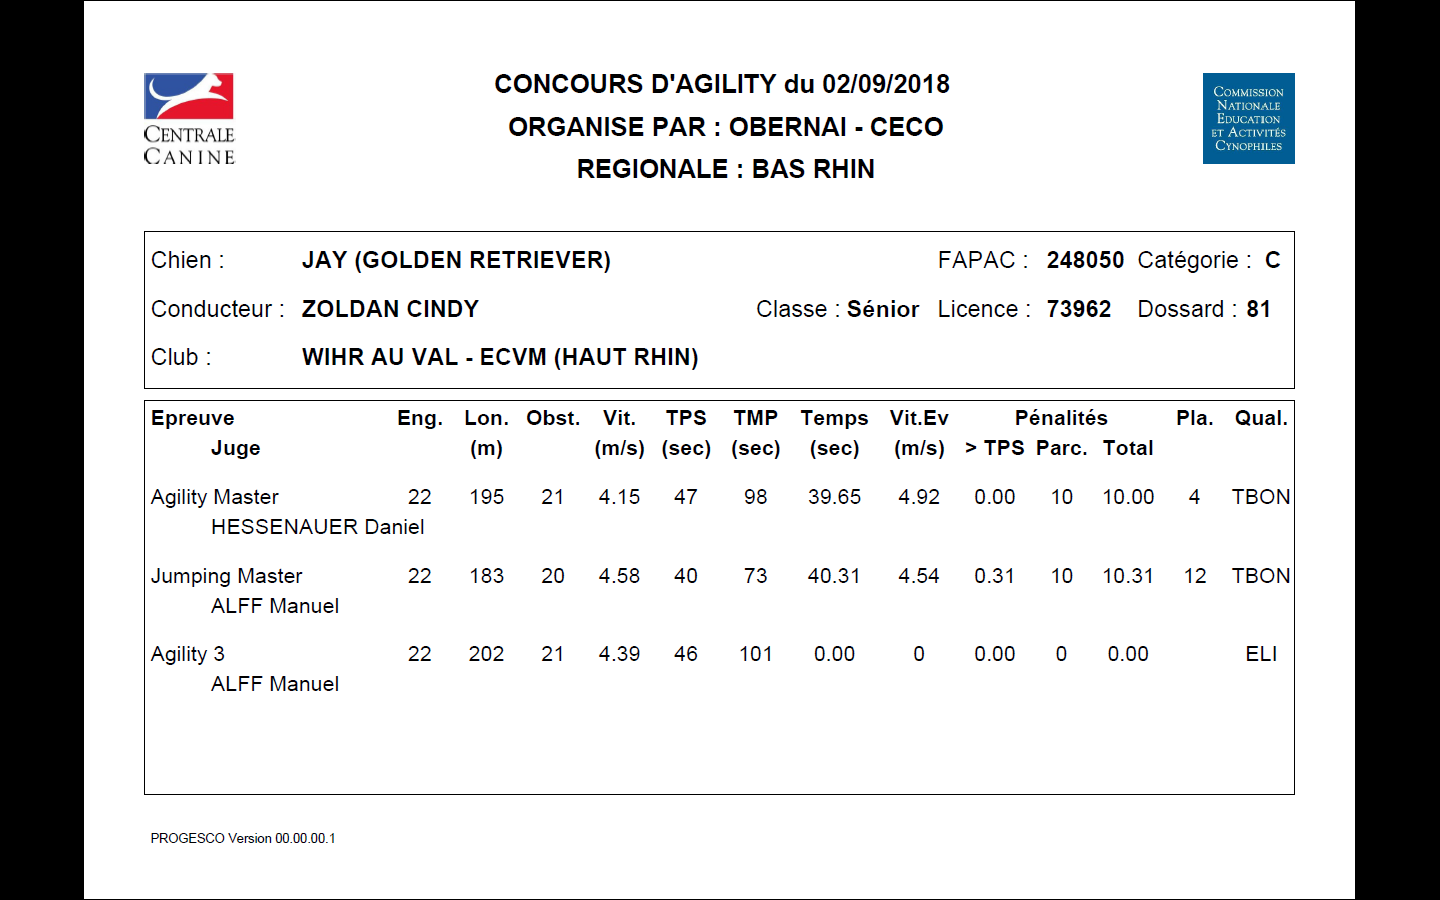 CENTRALE
CANINE
CONCOURS D'AGILITY du 02/09/2018
ORGANISE PAR : OBERNAI - CECO
REGIONALE : BAS RHIN
COMMISSION
NATIONALE
EDUCATION
ET ACTIVITÉS
CYNOPHILES
Chien : JAY (GOLDEN RETRIEVER) FAPAC : 248050 Catégorie : C
Conducteur : ZOLDAN CINDY Classe : Sénior Licence : 73962 Dossard : 81
Club : WIHR AU VAL - ECVM (HAUT RHIN)
Epreuve Eng. Lon. Obst. Vit. TPS TMP Temps Vit.Ev Pénalités Pla. Qual.
Juge (m) (m/s) (sec) (sec) (sec) (m/s) > TPS Parc. Total
Agility Master 22 195 21 4.15 47 98 39.65 4.92 0.00 10 10.00 4 TBON
HESSENAUER Daniel
Jumping Master 22 183 20 4.58 40 73 40.31 4.54 0.31 10 10.31 12 TBON
ALFF Manuel
Agility 3 22 202 21 4.39 46 101 0.00 0 0.00 0 0.00 ELI
ALFF Manuel
PROGESCO Version 00.00.00.1